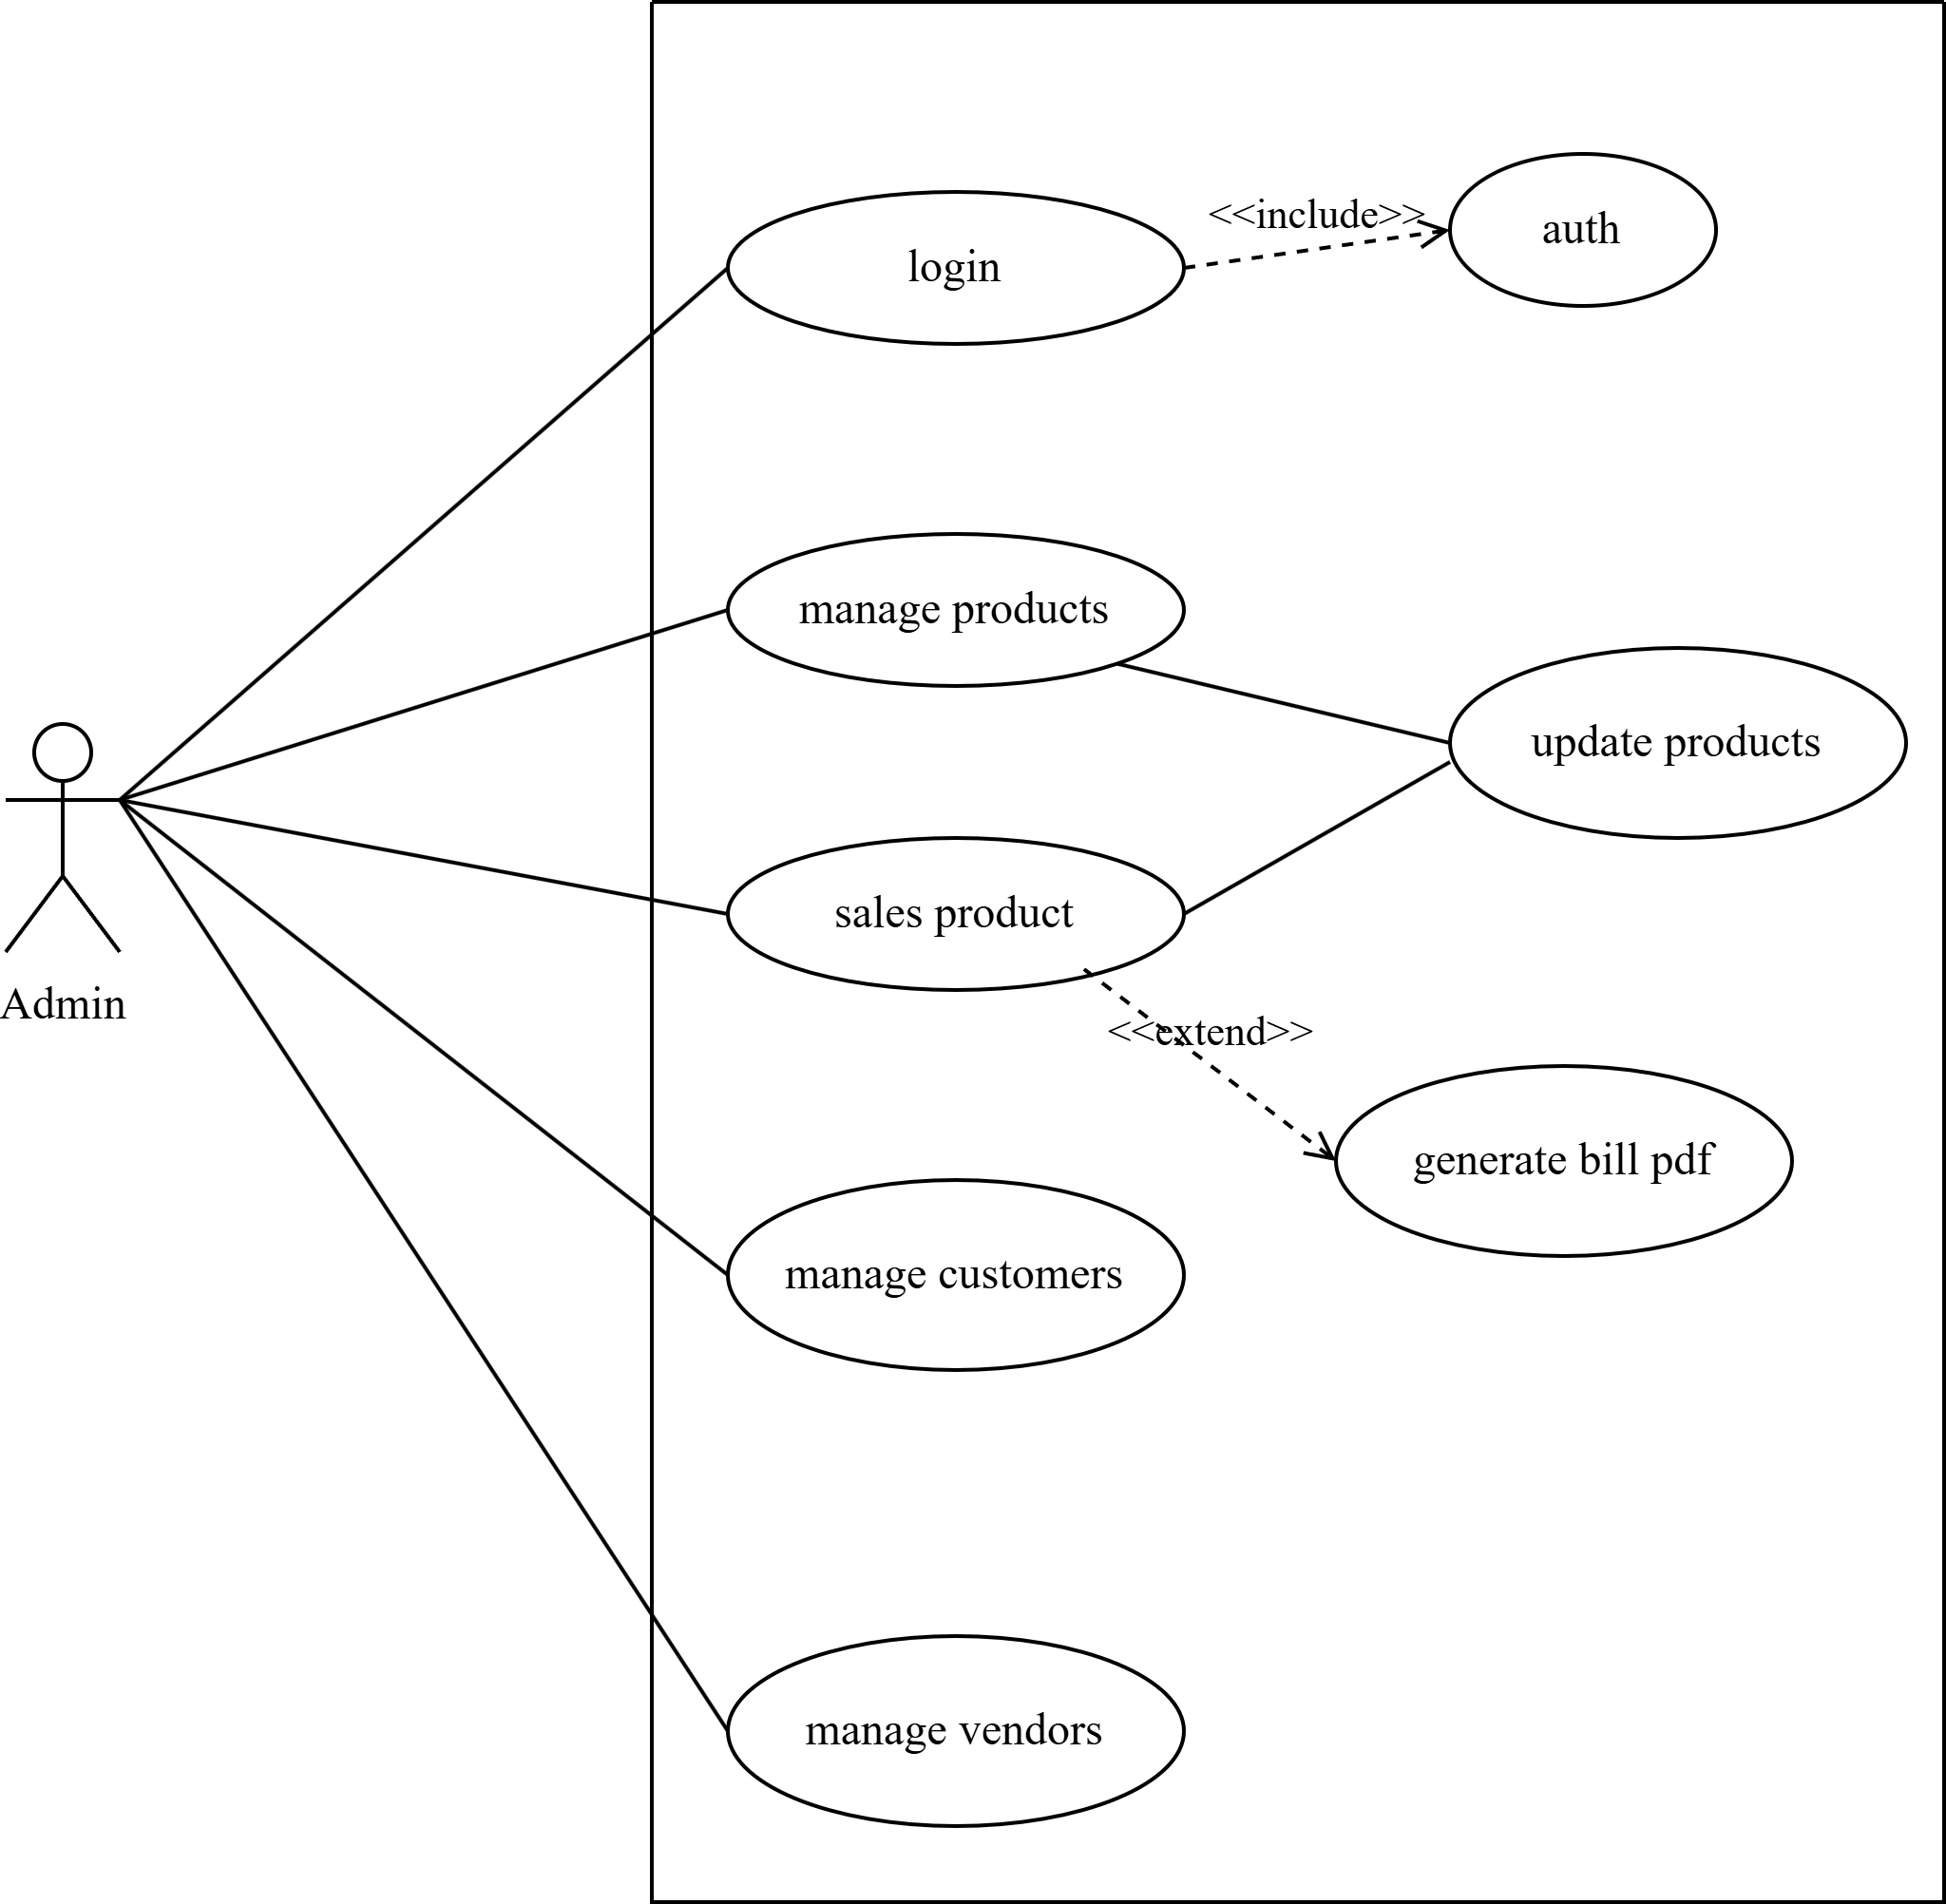 <<include>>
auth
login
manage products
update products
sales product
Admin
<<extend>>
generate bill pdf
manage customers
manage vendors